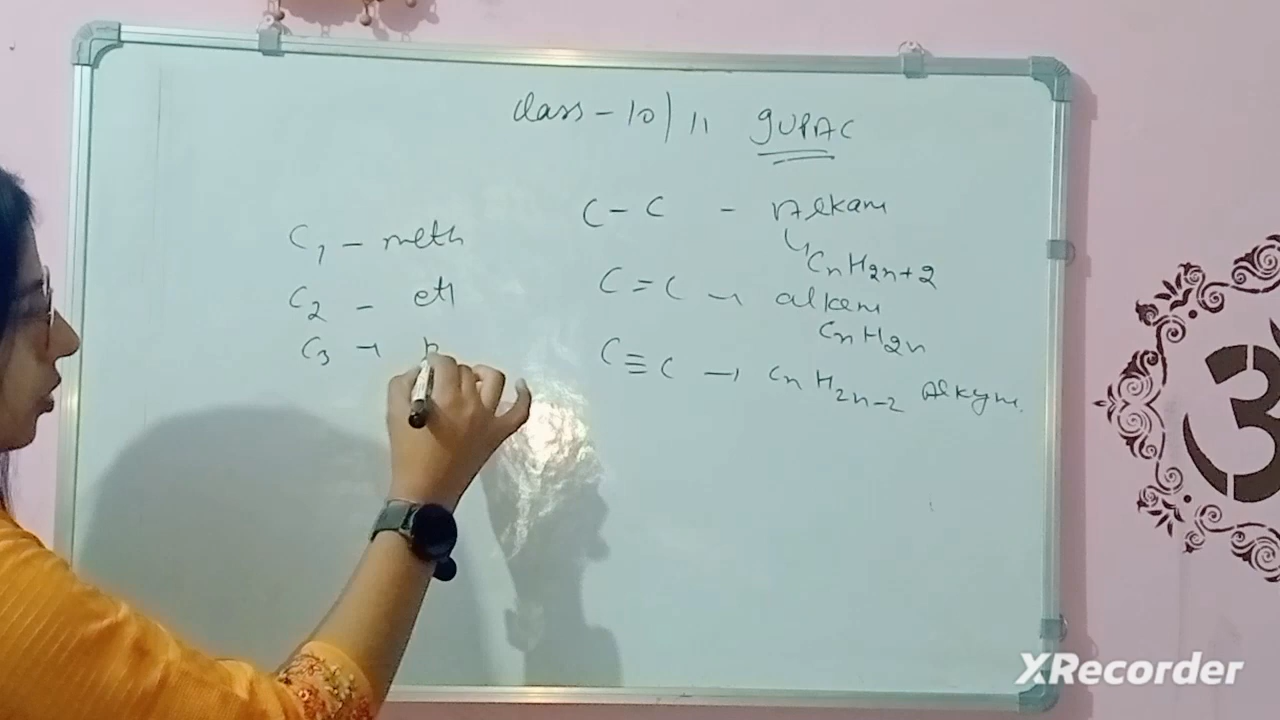 Class - 10 / 11 IUPAC
C - C - Alkane
CnH2n+2
C = C → alkene
CnH2n
C ≡ C → CnH2n-2 Alkyne
C1 - meth
C2 - eth
C3 →
XRecorder